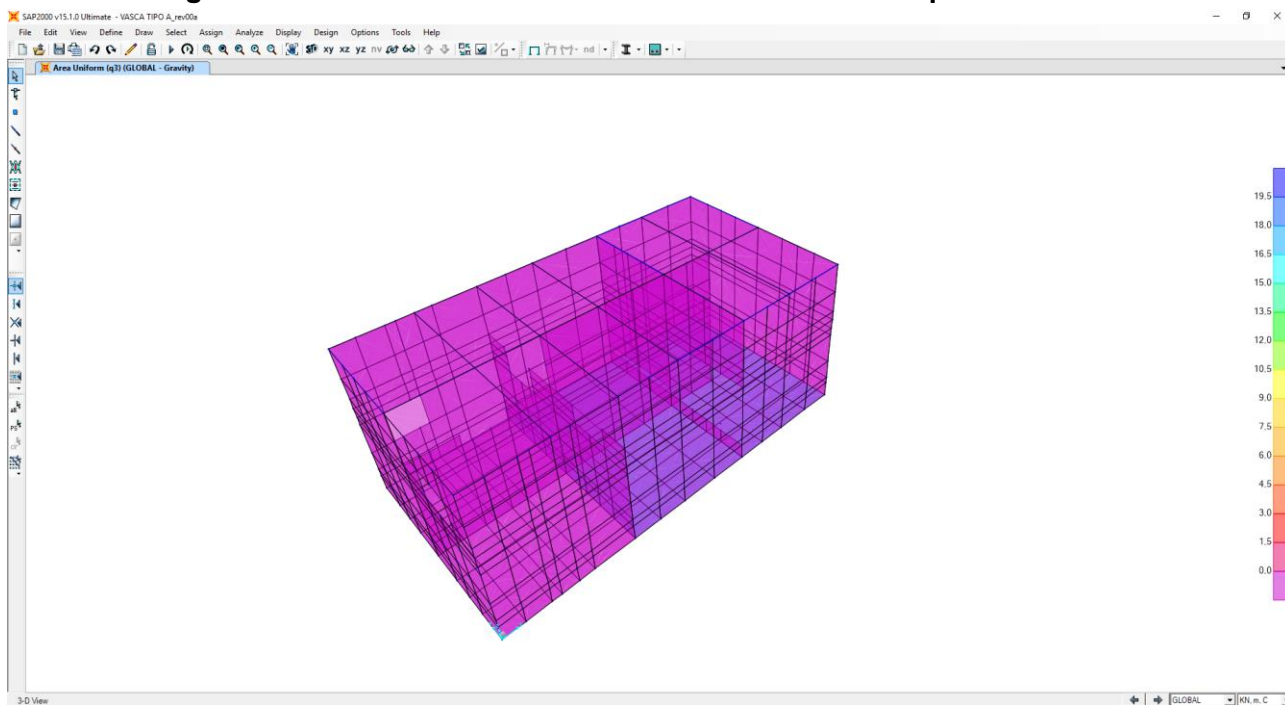 SAP2000 v15.1.0 Ultimate - VASCA TIPO A_rev00a
File Edit View Define Draw Select Assign Analyze Display Design Options Tools Help
xy xz yz nv nd
Area Uniform (q3) (GLOBAL - Gravity)
19.5
18.0
16.5
15.0
13.5
12.0
10.5
9.0
7.5
6.0
4.5
3.0
1.5
0.0
3-D View
GLOBAL
KN, m, C